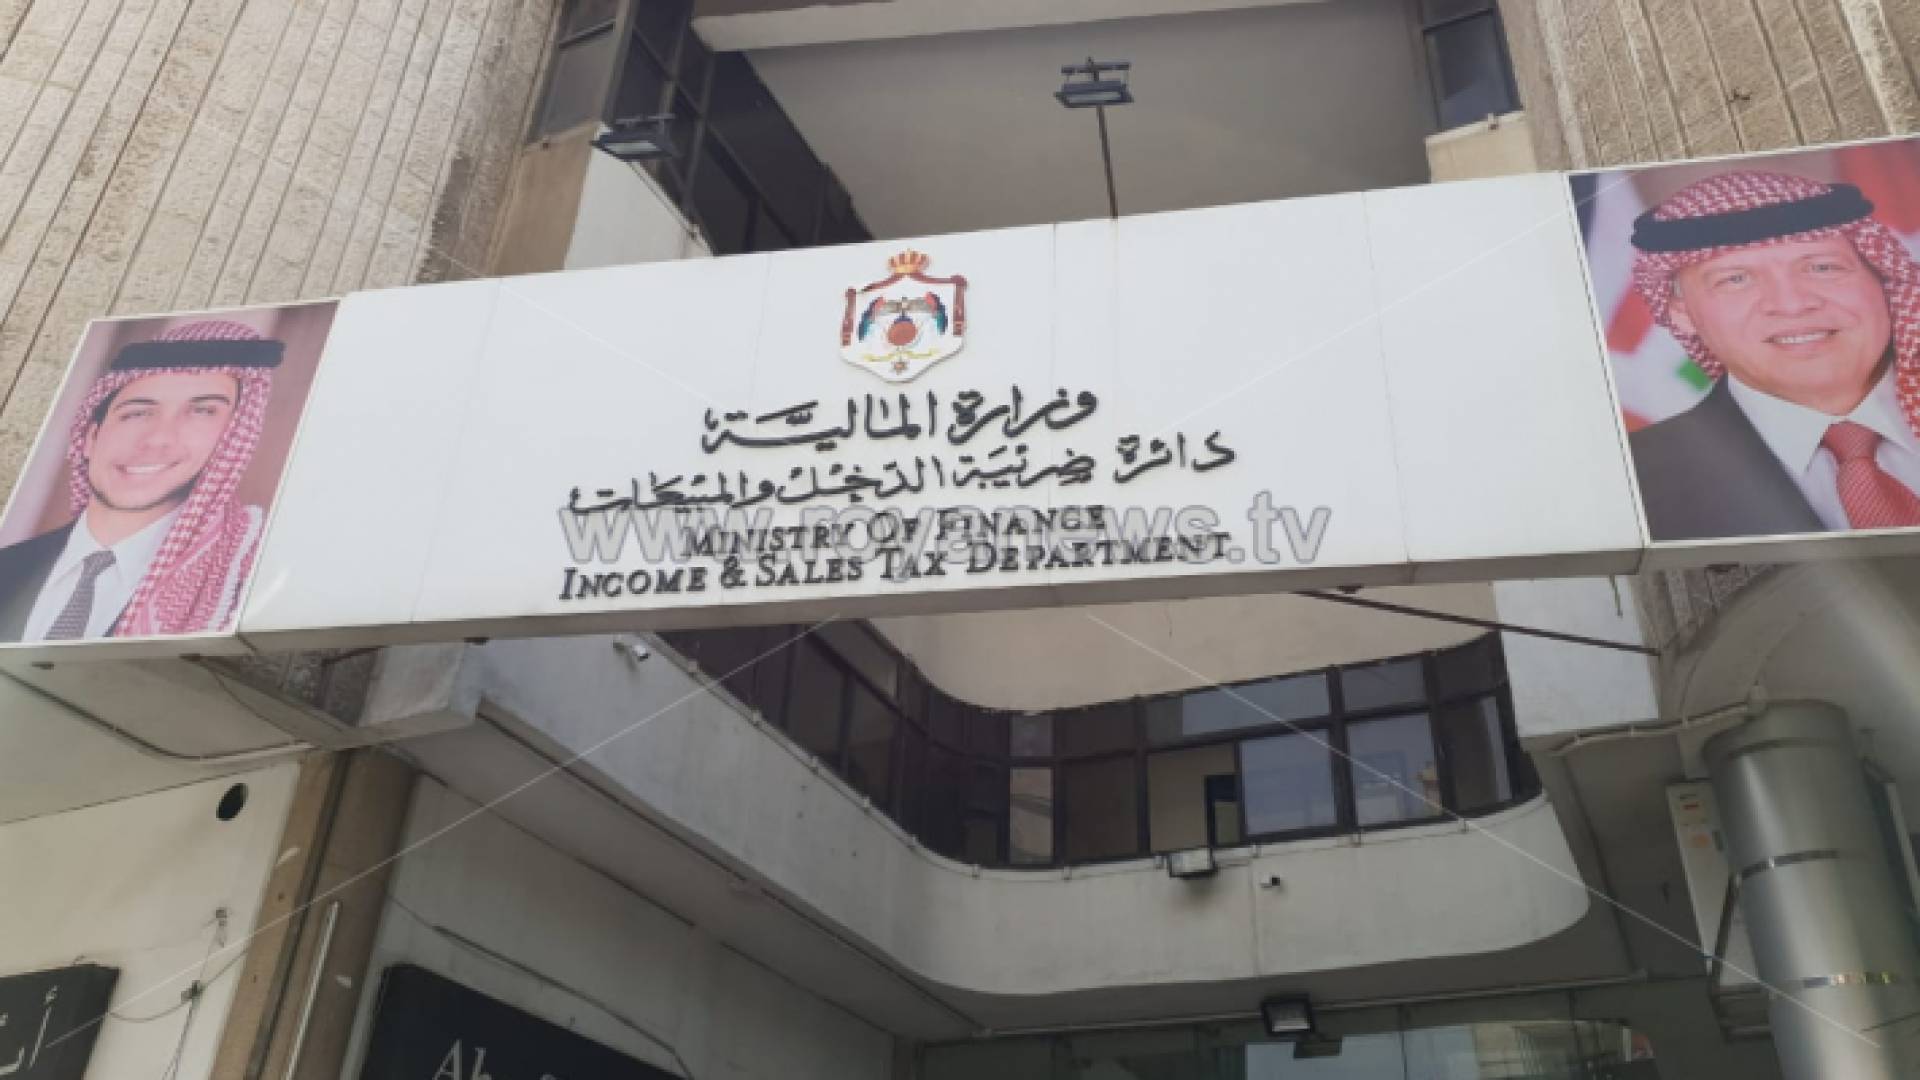 وزارة المالية
دائرة ضريبة الدخل والمبيعات
MINISTRY OF FINANCE
INCOME & SALES TAX DEPARTMENT
www.royanews.tv